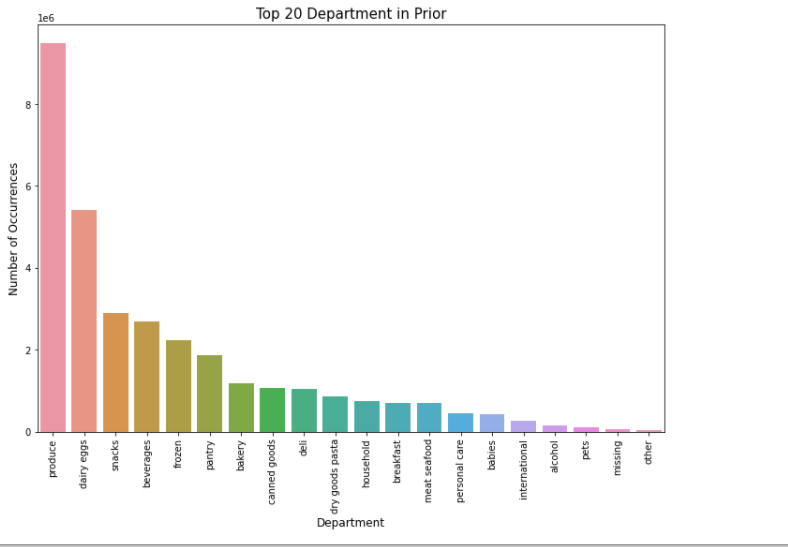 Top 20 Department in Prior
1e6
8
6
4
2
0
Number of Occurrences
produce
dairy eggs
snacks
beverages
frozen
pantry
bakery
canned goods
deli
dry goods pasta
household
breakfast
meat seafood
personal care
babies
international
alcohol
pets
missing
other
Department